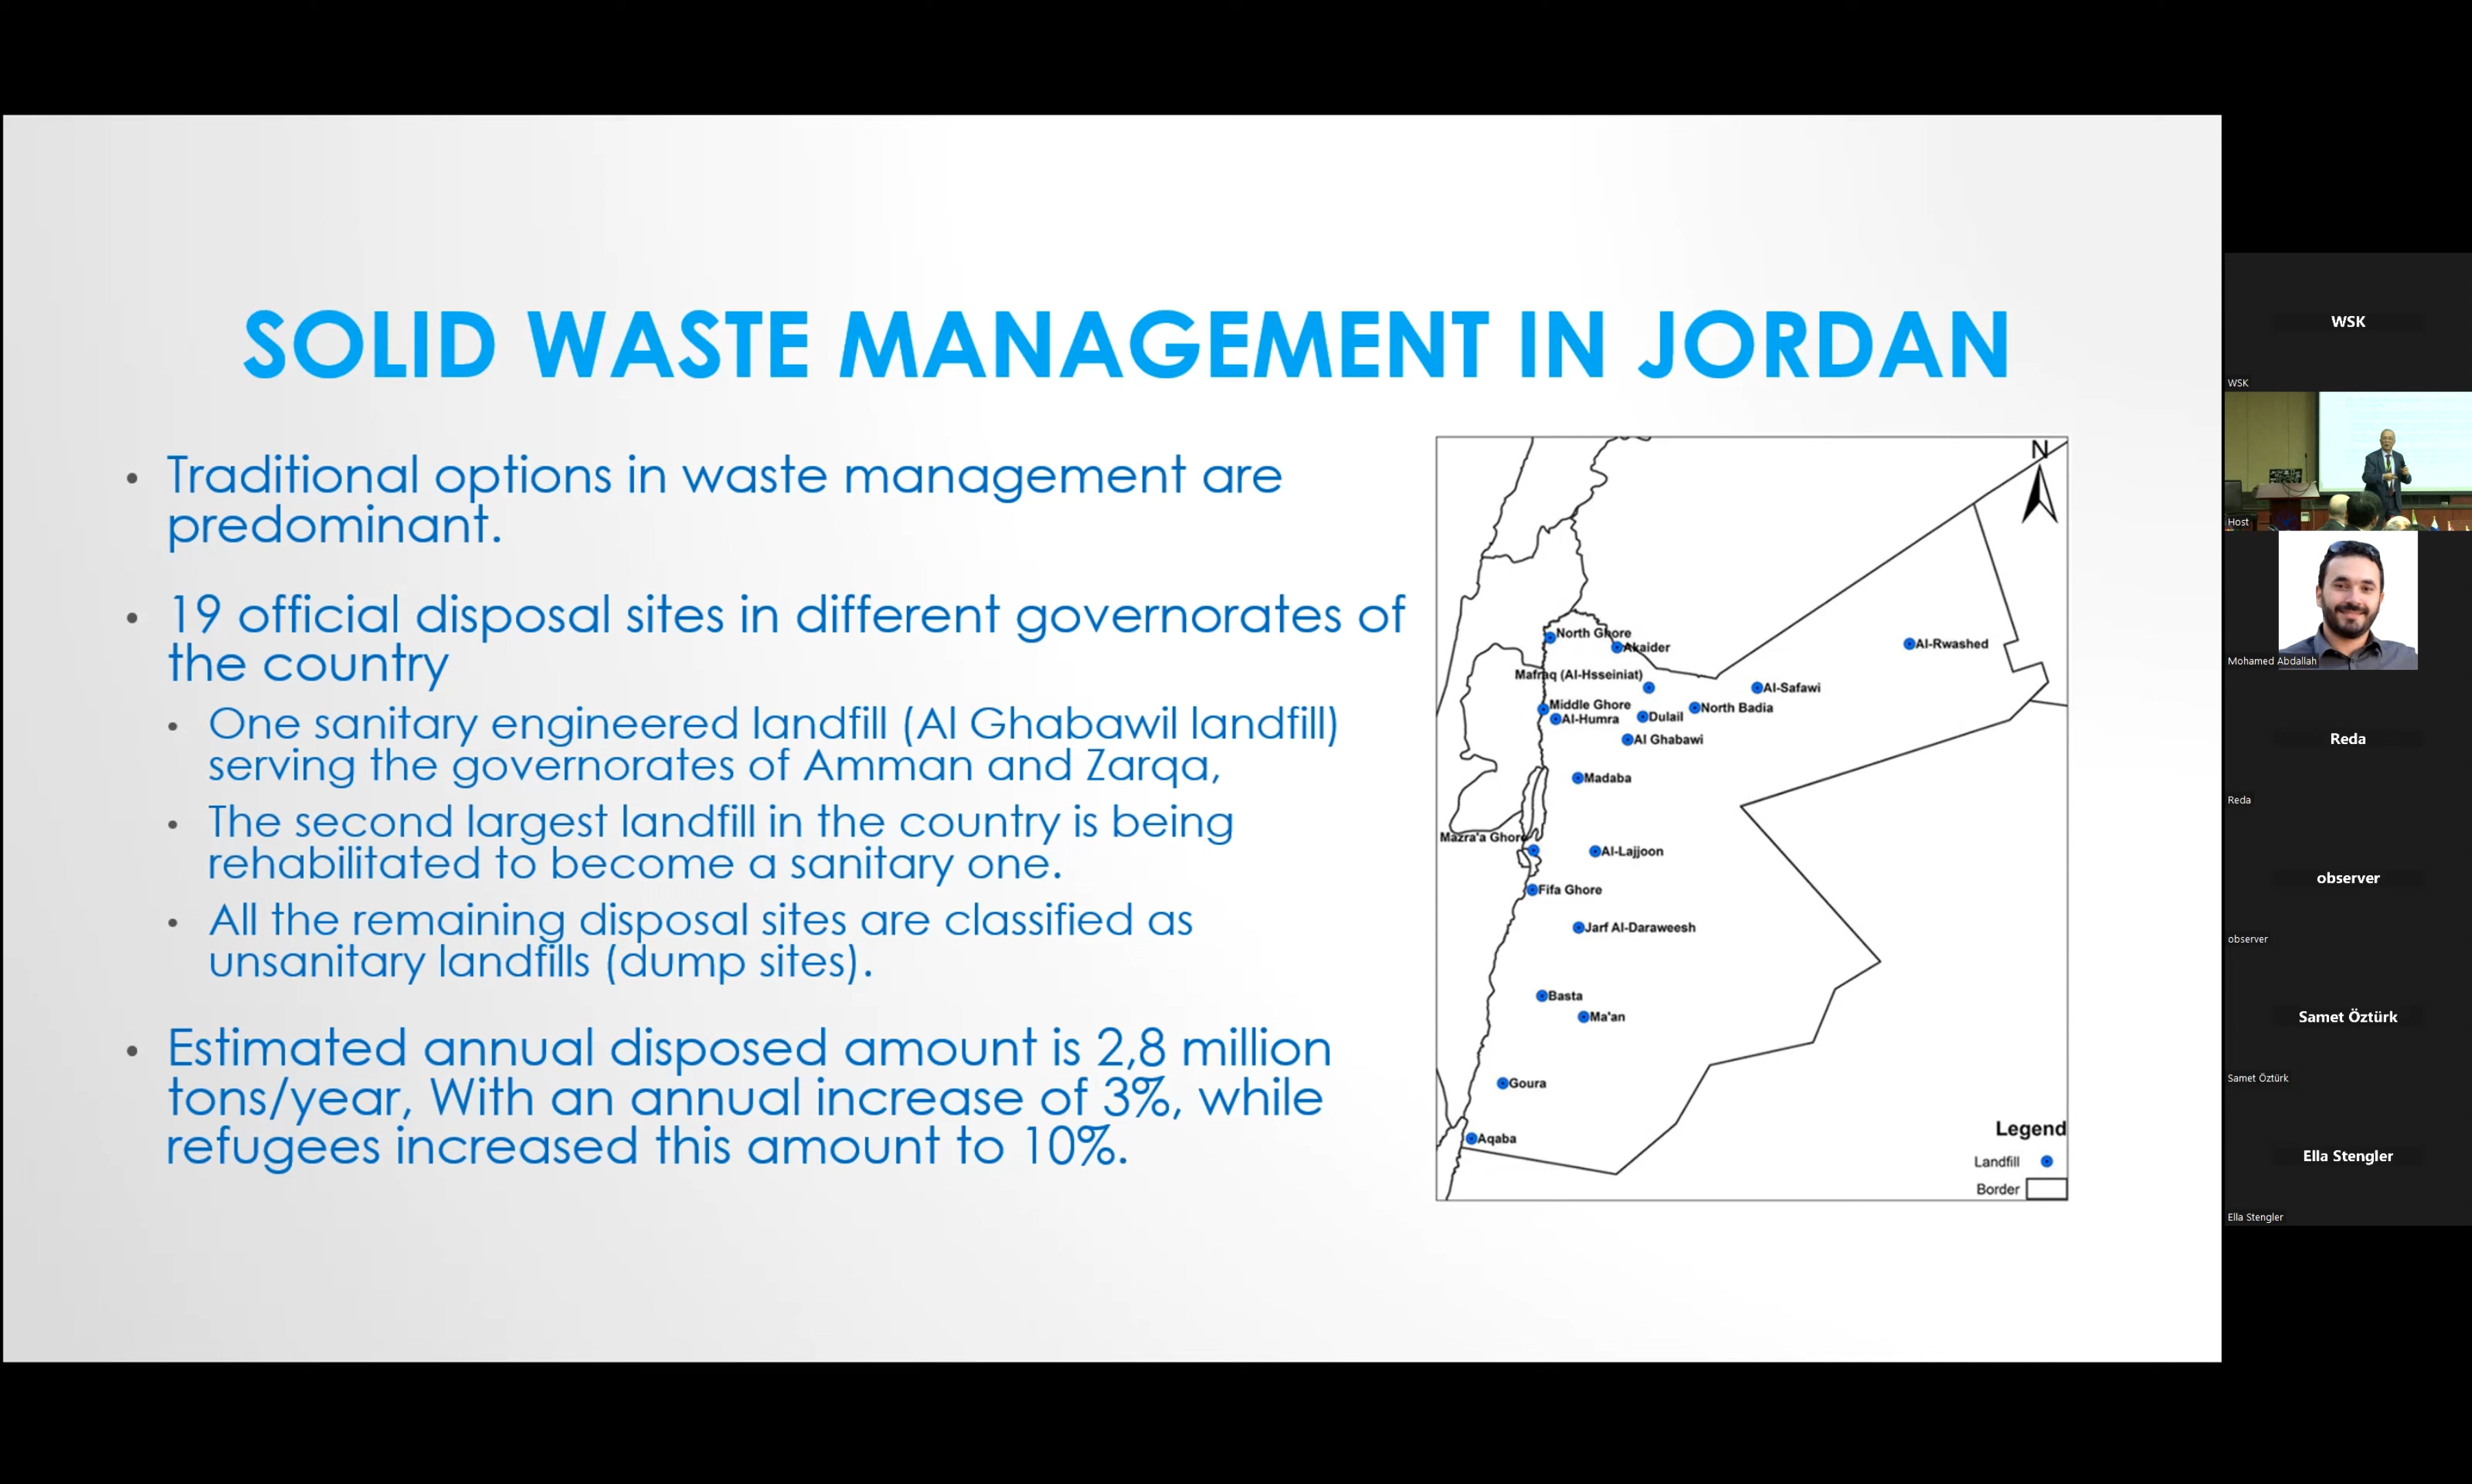 SOLID WASTE MANAGEMENT IN JORDAN
• Traditional options in waste management are
predominant.
• 19 official disposal sites in different governorates of
the country
• One sanitary engineered landfill (Al Ghabawil landfill)
serving the governorates of Amman and Zarqa,
• The second largest landfill in the country is being
rehabilitated to become a sanitary one.
• All the remaining disposal sites are classified as
unsanitary landfills (dump sites).
• Estimated annual disposed amount is 2,8 million
tons/year, With an annual increase of 3%, while
refugees increased this amount to 10%.
N
North Ghore
Akaider
Al-Rwashed
Mafraq (Al-Hsseiniat)
Al-Safawi
Middle Ghore
North Badia
Al-Humra
Dulail
Al Ghabawi
Madaba
Mazra'a Ghore
Al-Lajjoon
Fifa Ghore
Jarf Al-Daraweesh
Basta
Ma'an
Goura
Aqaba
Legend
Landfill
Border
WSK
WSK
Host
Mohamed Abdallah
Reda
Reda
observer
observer
Samet Öztürk
Samet Öztürk
Ella Stengler
Ella Stengler